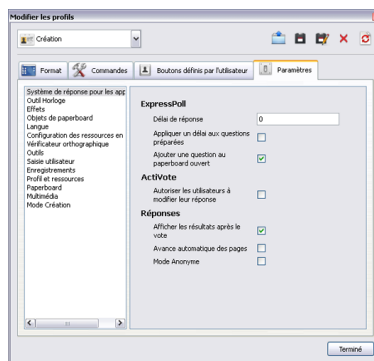 Modifier les profils
Création
Format
Commandes
Boutons définis par l'utilisateur
Paramètres
Système de réponse pour les app
Outil Horloge
Effets
Objets de paperboard
Langue
Configuration des ressources en
Vérificateur orthographique
Outils
Saisie utilisateur
Enregistrements
Profil et ressources
Paperboard
Multimédia
Mode Création
ExpressPoll
Délai de réponse
0
Appliquer un délai aux questions
préparées
Ajouter une question au
paperboard ouvert
ActiVote
Autoriser les utilisateurs à
modifier leur réponse
Réponses
Afficher les résultats après le
vote
Avance automatique des pages
Mode Anonyme
Terminé